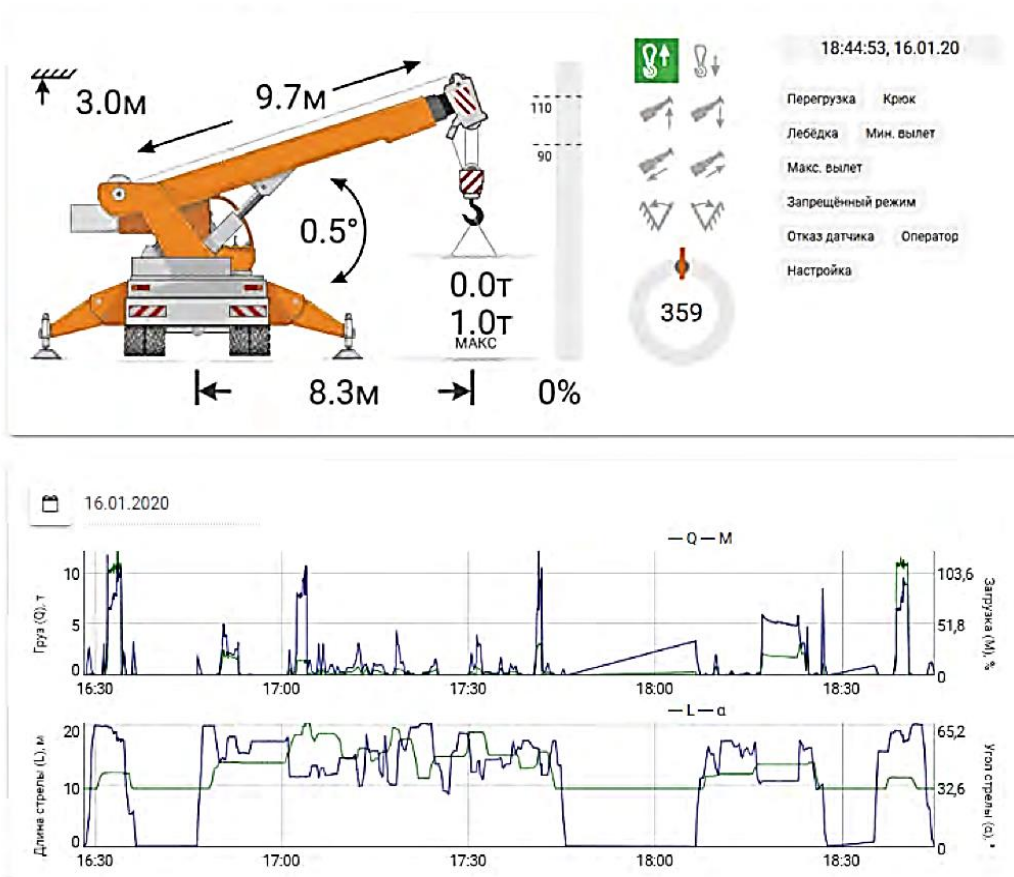 18:44:53, 16.01.20
3.0м
9.7м
110
90
Перегрузка Крюк
Лебёдка Мин. вылет
Макс. вылет
Запрещённый режим
Отказ датчика Оператор
Настройка
0.5°
359
0.0т
1.0т
МАКС
8.3м
0%
16.01.2020
Q M
Груз (Q), т
10
5
0
103,6
51,8
0
Загрузка (М), %
16:30 17:00 17:30 18:00 18:30
L α
Длина стрелы (L), м
20
10
0
65,2
32,6
0
Угол стрелы (α), °
16:30 17:00 17:30 18:00 18:30